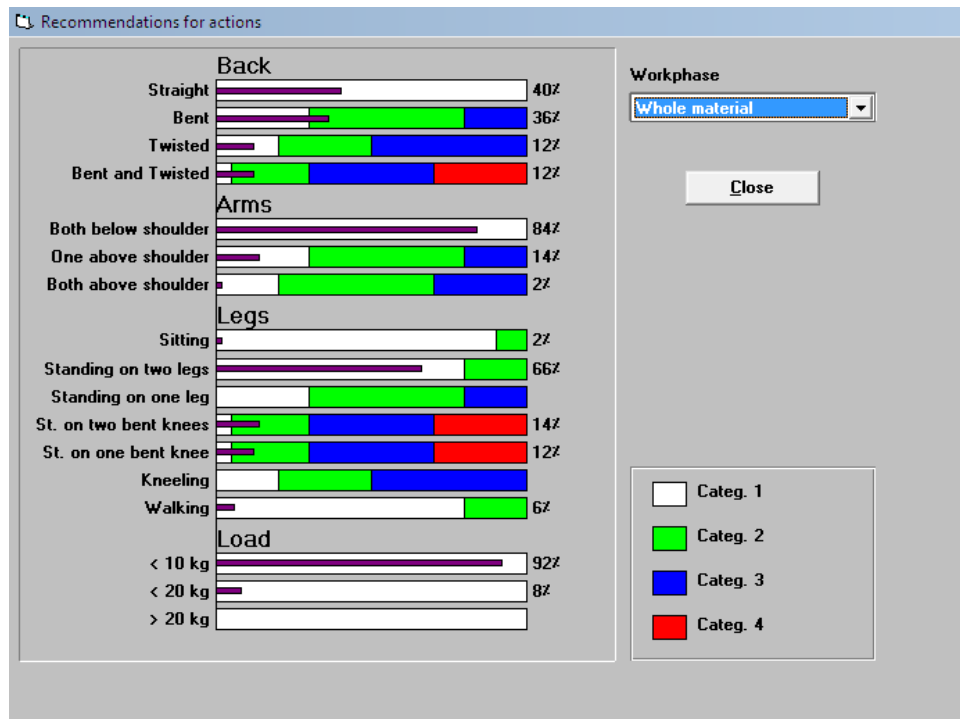 Recommendations for actions
Back
Straight 40%
Bent 36%
Twisted 12%
Bent and Twisted 12%
Arms
Both below shoulder 84%
One above shoulder 14%
Both above shoulder 2%
Legs
Sitting 2%
Standing on two legs 66%
Standing on one leg
St. on two bent knees 14%
St. on one bent knee 12%
Kneeling
Walking 6%
Load
< 10 kg 92%
< 20 kg 8%
> 20 kg
Workphase
Whole material
Close
Categ. 1
Categ. 2
Categ. 3
Categ. 4